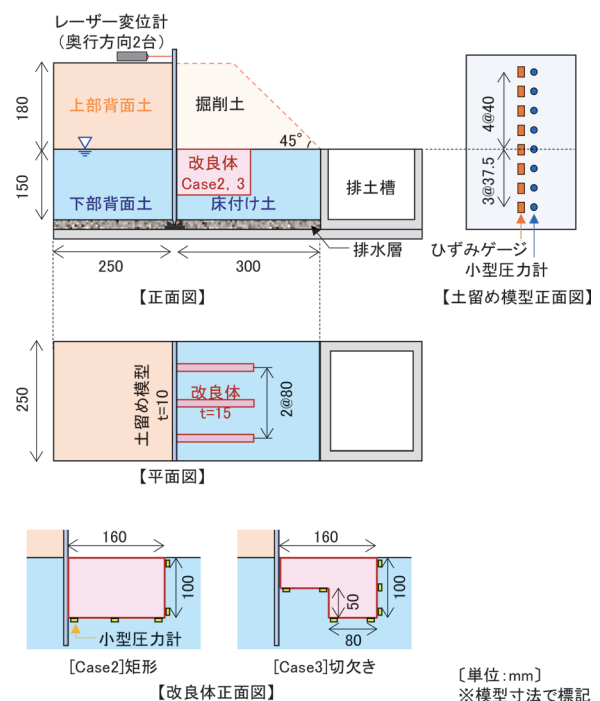 レーザー変位計
（奥行方向2台）
上部背面土
掘削土
45°
180
150
改良体
Case2, 3
下部背面土
床付け土
排土槽
排水層
250
300
【正面図】
4@40
3@37.5
ひずみゲージ
小型圧力計
【土留め模型正面図】
250
土留め模型
t=10
改良体
t=15
2@80
【平面図】
160
100
小型圧力計
[Case2]矩形
160
100
50
80
[Case3]切欠き
【改良体正面図】
〔単位:mm〕
※模型寸法で標記